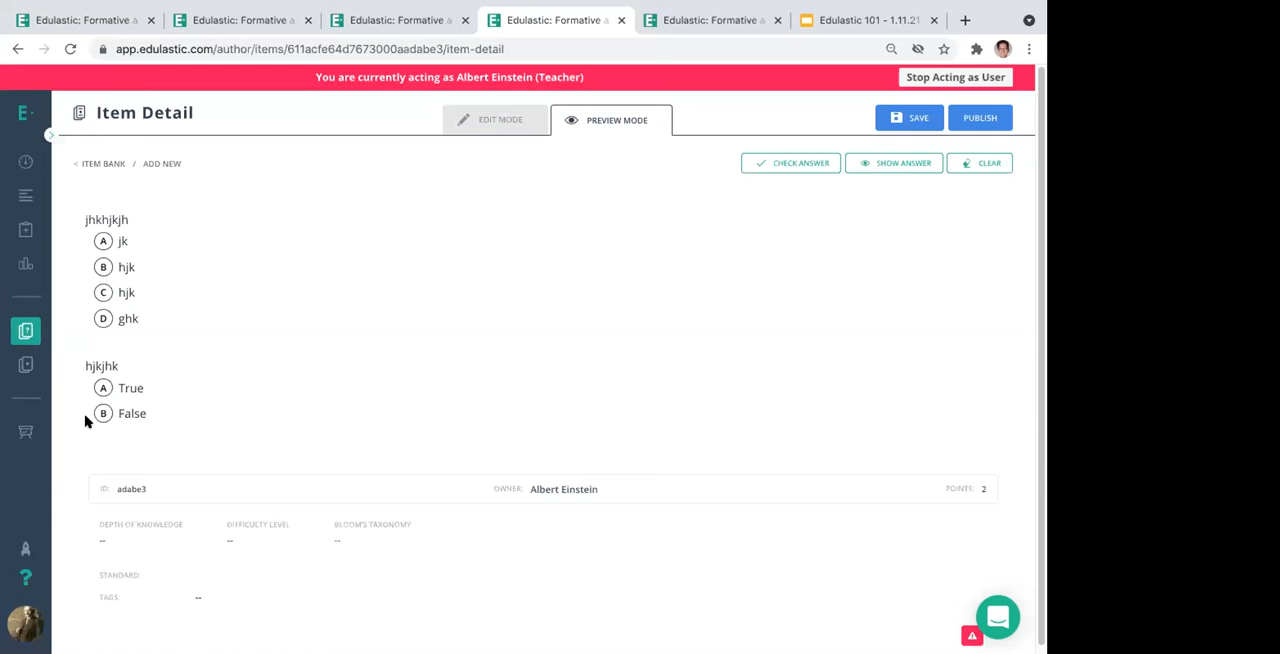 Edulastic: Formative a
Edulastic: Formative a
Edulastic: Formative a
Edulastic: Formative a
Edulastic: Formative a
Edulastic 101 - 1.11.21
app.edulastic.com/author/items/611acfe64d7673000aadabe3/item-detail
You are currently acting as Albert Einstein (Teacher)
Stop Acting as User
E
Item Detail
EDIT MODE
PREVIEW MODE
SAVE
PUBLISH
< ITEM BANK / ADD NEW
CHECK ANSWER
SHOW ANSWER
CLEAR
jhkhjkjh
A jk
B hjk
C hjk
D ghk
hjkjhk
A True
B False
ID: adabe3
OWNER: Albert Einstein
POINTS: 2
DEPTH OF KNOWLEDGE
DIFFICULTY LEVEL
BLOOM'S TAXONOMY
--
--
--
STANDARD:
TAGS: --
?